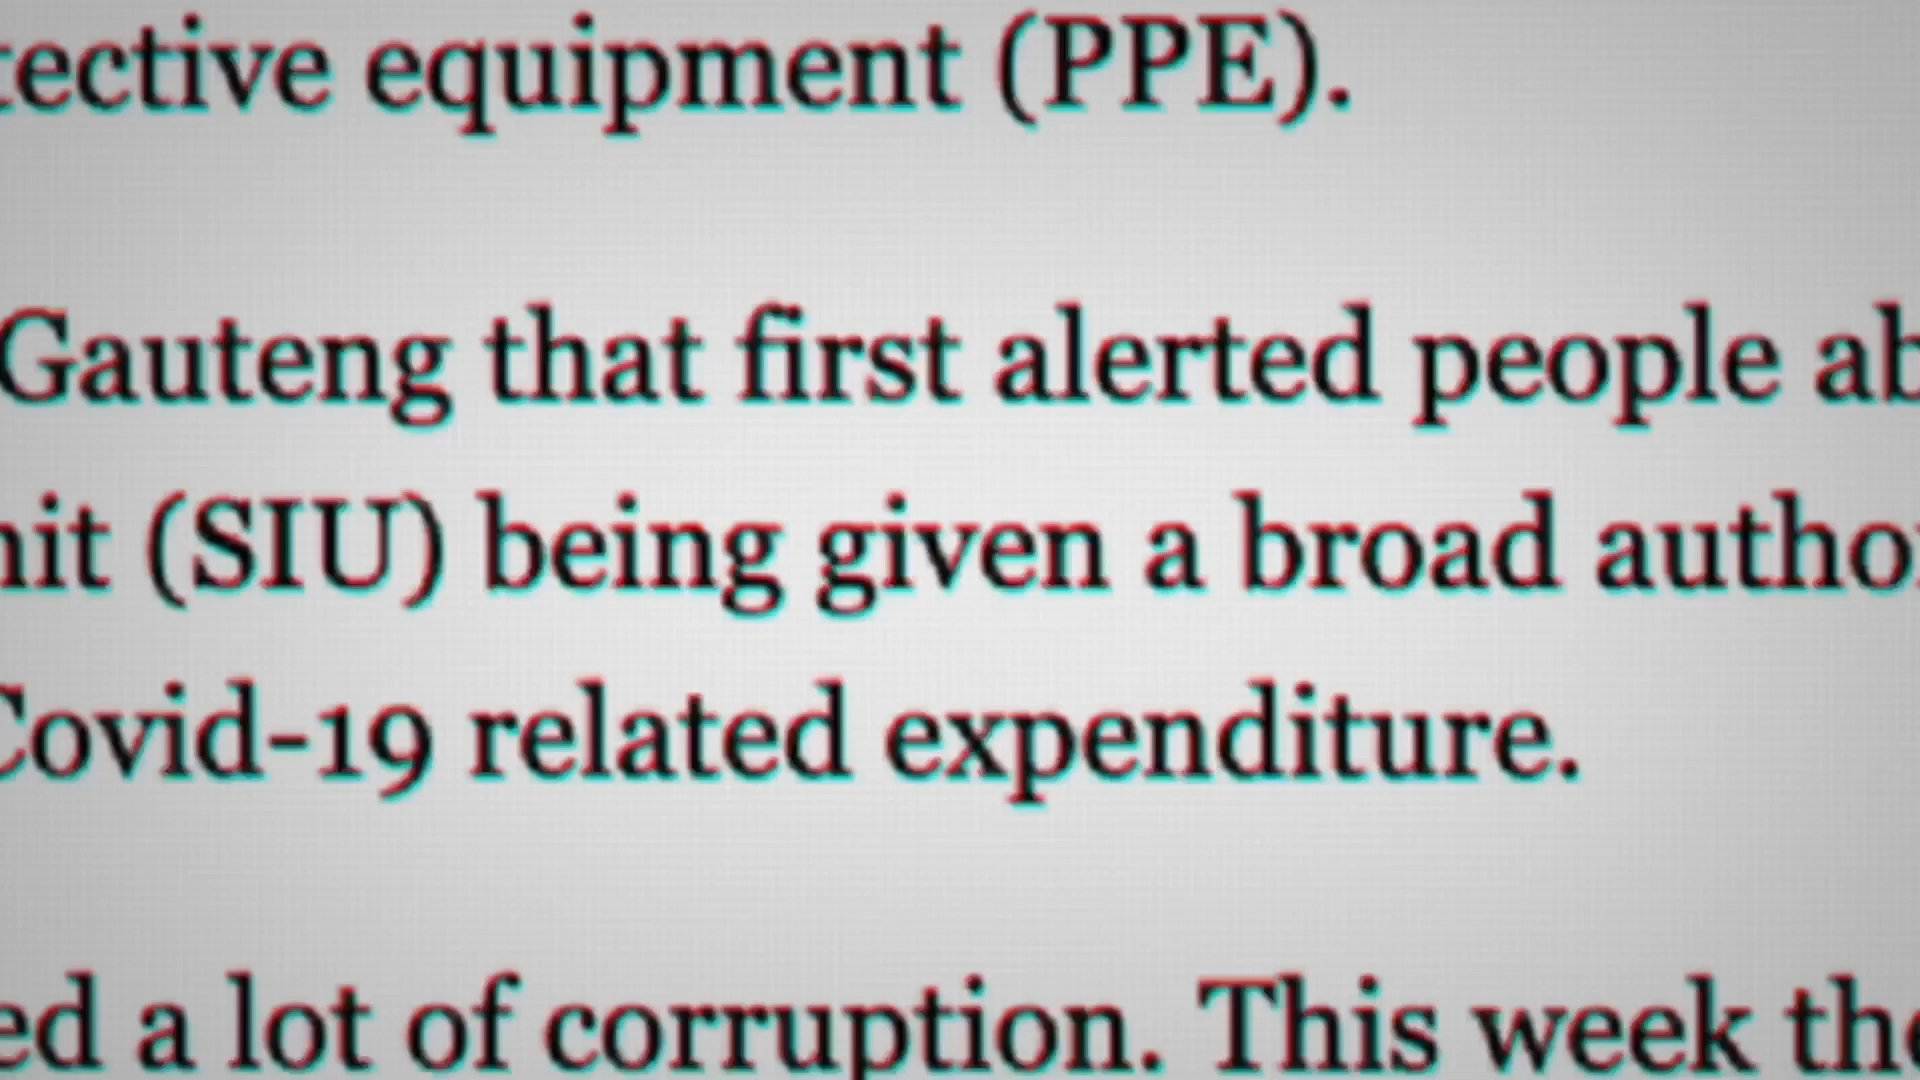 tective equipment (PPE).
Gauteng that first alerted people ab
nit (SIU) being given a broad author
Covid-19 related expenditure.
ed a lot of corruption. This week the